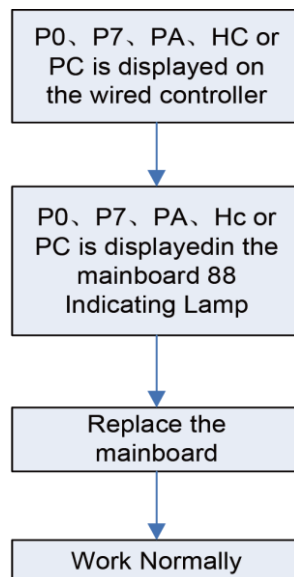 P0、P7、PA、HC or
PC is displayed on
the wired controller
P0、P7、PA、Hc or
PC is displayedin the
mainboard 88
Indicating Lamp
Replace the
mainboard
Work Normally